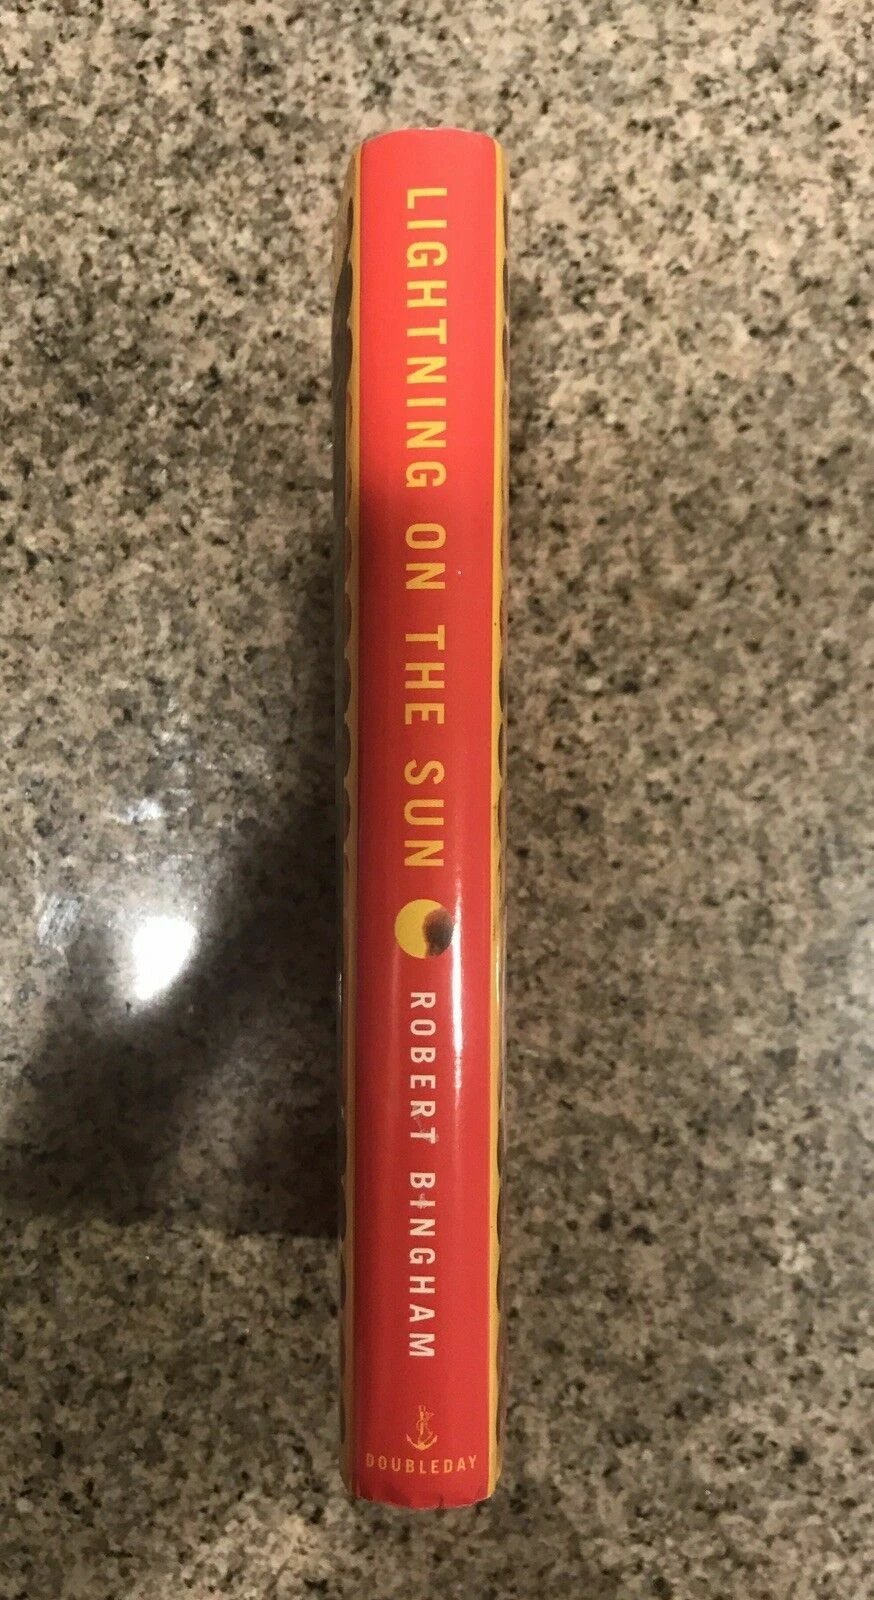 LIGHTNING ON THE SUN
ROBERT BINGHAM
DOUBLEDAY